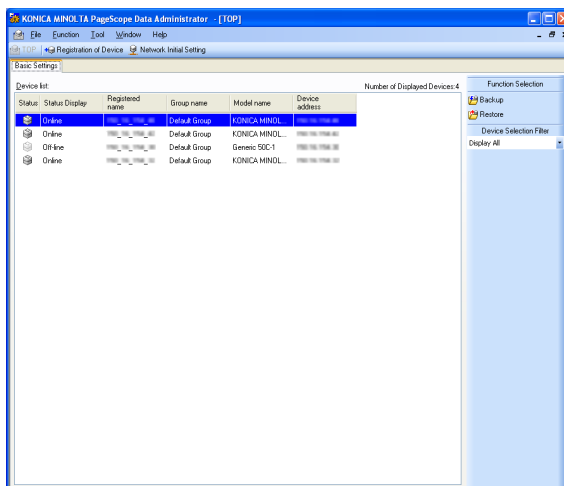 KONICA MINOLTA PageScope Data Administrator - [TOP]
File Function Tool Window Help
TOP Registration of Device Network Initial Setting
Basic Settings
Device list: Number of Displayed Devices:4 Function Selection
Status Status Display Registered name Group name Model name Device address
Backup
Online Default Group KONICA MINOL...
Restore
Online Default Group KONICA MINOL...
Device Selection Filter
Off-line Default Group Generic 50C-1
Display All
Online Default Group KONICA MINOL...